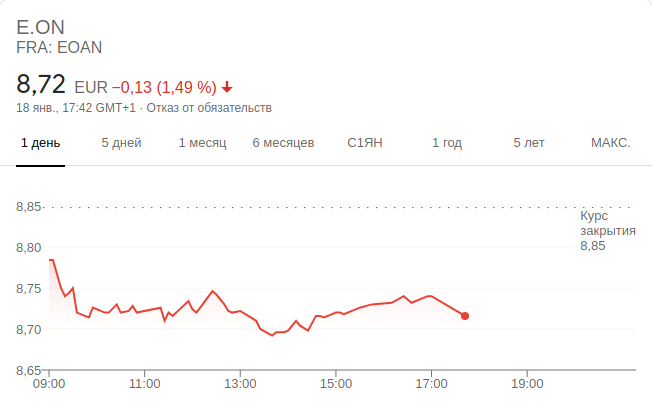 E.ON
FRA: EOAN
8,72 EUR −0,13 (1,49 %)
18 янв., 17:42 GMT+1 · Отказ от обязательств
1 день 5 дней 1 месяц 6 месяцев С1ЯН 1 год 5 лет МАКС.
8,85
Курс
закрытия
8,85
8,80
8,75
8,70
8,65
09:00 11:00 13:00 15:00 17:00 19:00